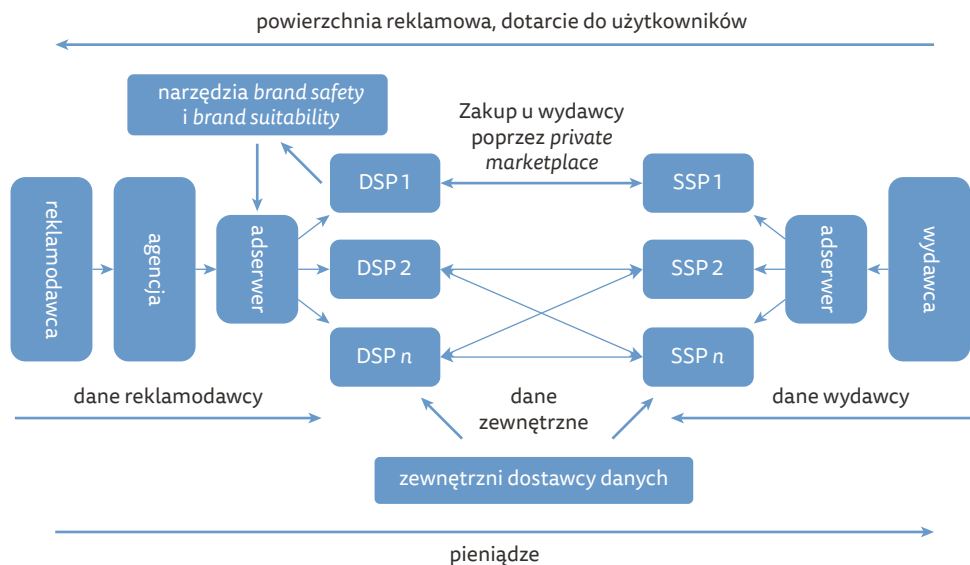 powierzchnia reklamowa, dotarcie do użytkowników
narzędzia brand safety
i brand suitability
Zakup u wydawcy
poprzez private
marketplace
reklamodawca
agencja
adserwer
DSP 1
DSP 2
DSP n
SSP 1
SSP 2
SSP n
adserwer
wydawca
dane reklamodawcy
dane
zewnętrzne
dane wydawcy
zewnętrzni dostawcy danych
pieniądze